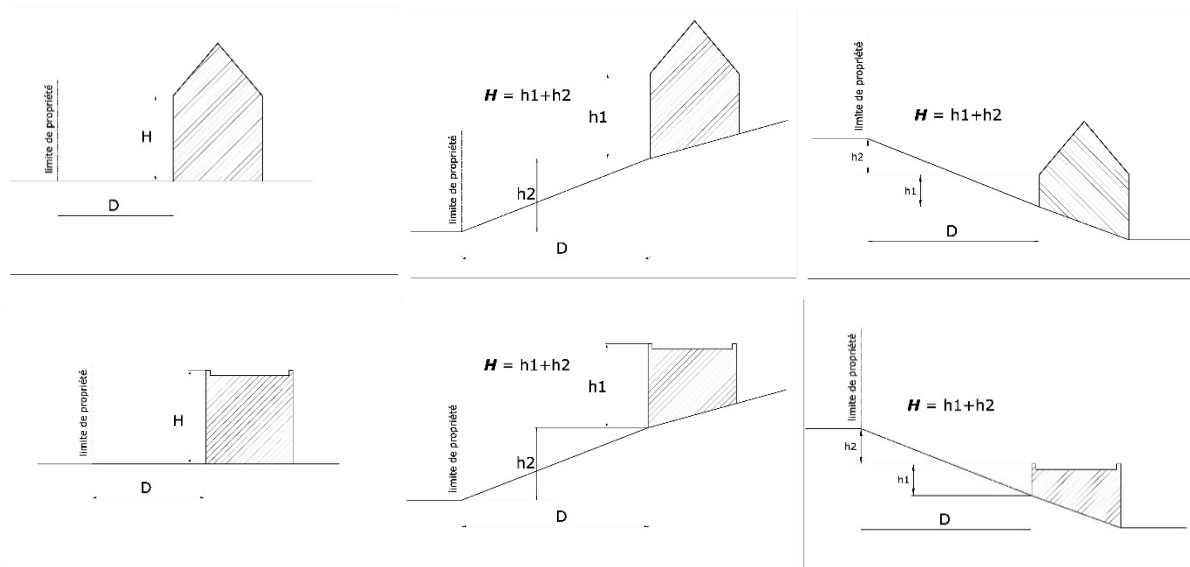 limite de propriété
H
D
limite de propriété
H = h1+h2
h1
h2
D
limite de propriété
H = h1+h2
h2
h1
D
limite de propriété
H
D
limite de propriété
H = h1+h2
h1
h2
D
limite de propriété
H = h1+h2
h2
h1
D